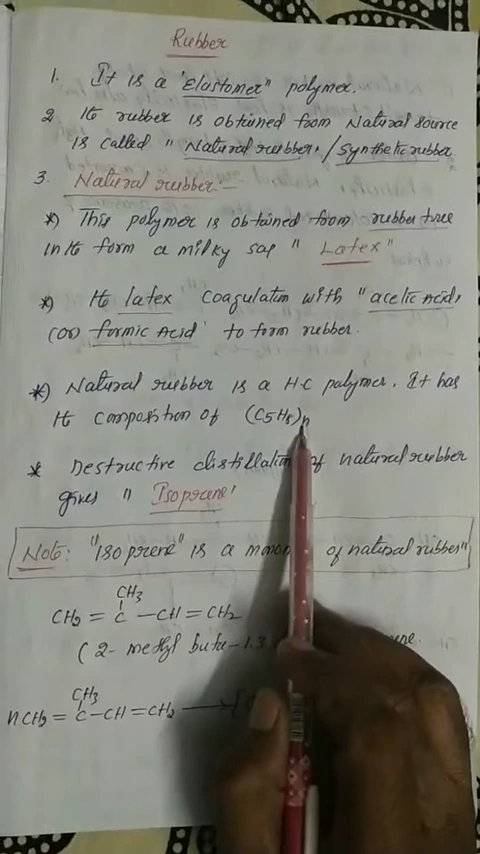 Rubber
1. It is a "Elastomer" polymer.
2 The rubber is obtained from Natural source
is called "Natural rubber, /Synthetic rubber
3. Natural rubber:-
*) This polymer is obtained from rubber tree
in the form a milky sap "Latex"
*) The latex coagulation with "acetic Acid,
(or) formic Acid' to form rubber.
*) Natural rubber is a H.C polymer. It has
the composition of (C5H8)n
* Destructive distillation of natural rubber
gives " Isoprene'
Note: "Isoprene" is a of natural rubber"
CH3
CH2 = C -CH=CH2
(2- methyl buta-1,3
CH3
nCH2= C-CH=CH2 →